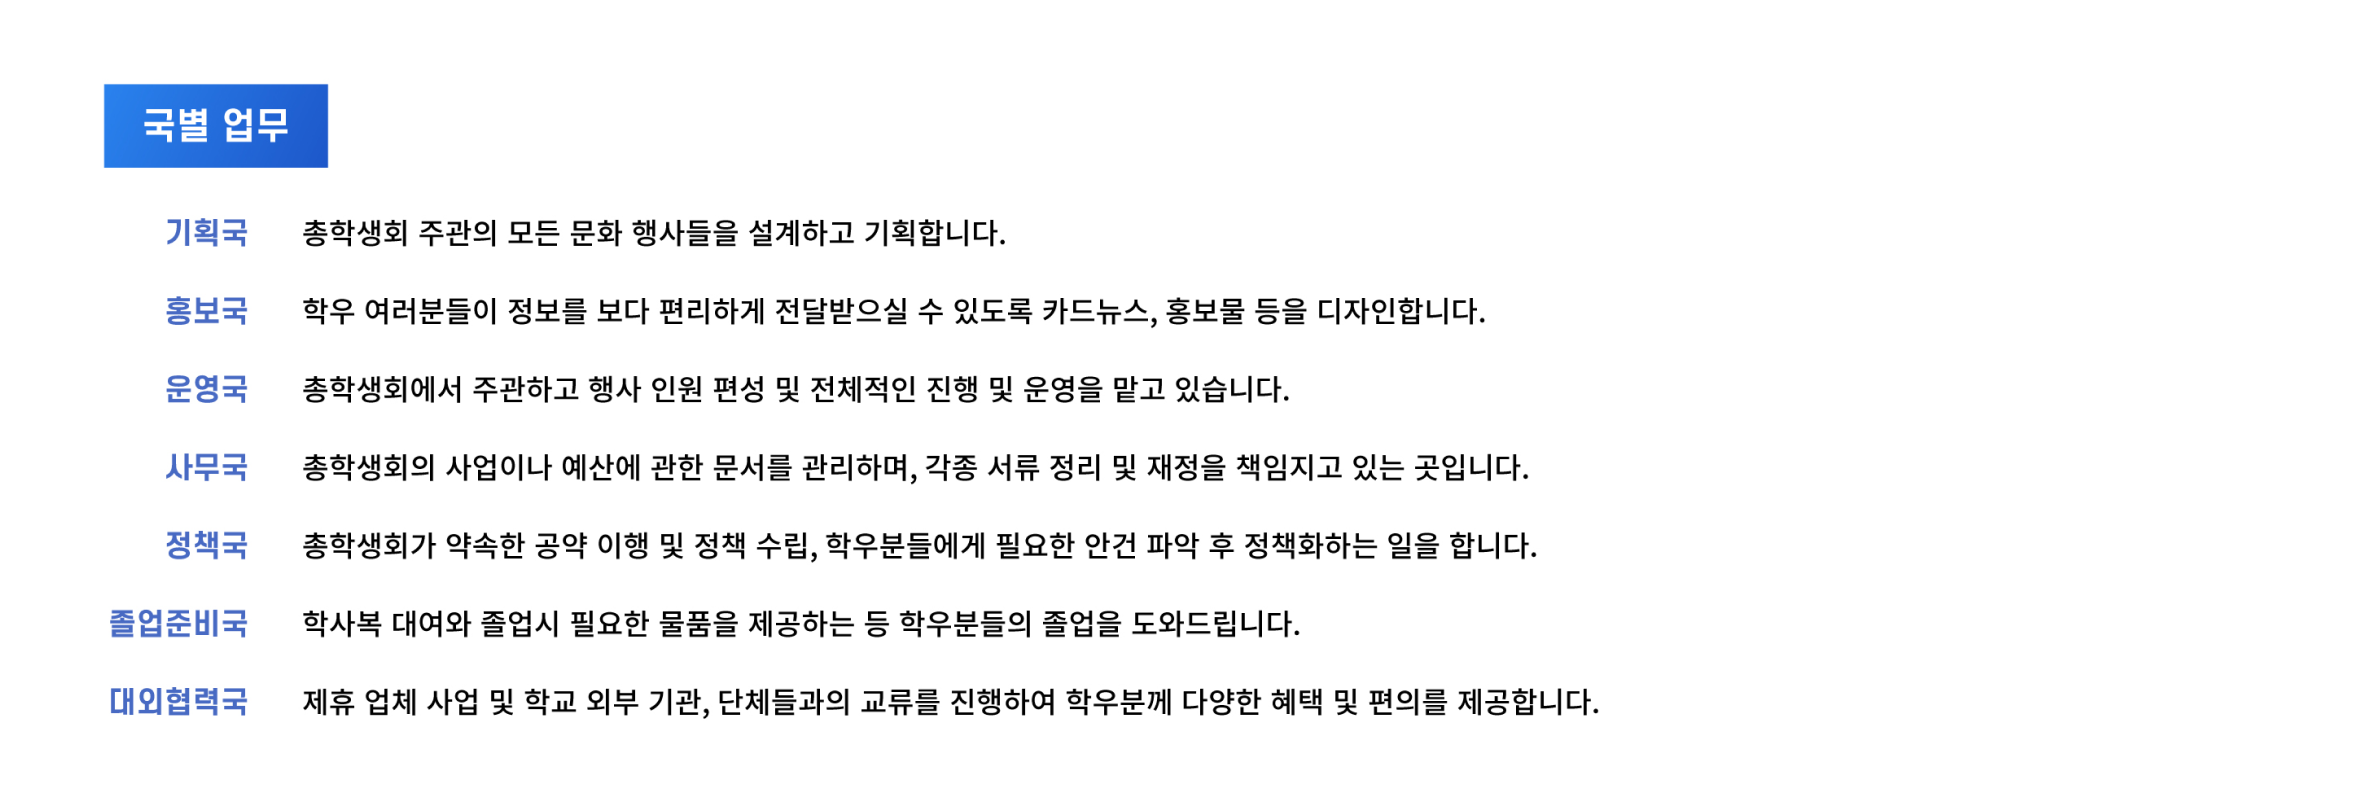 국별 업무
기획국 총학생회 주관의 모든 문화 행사들을 설계하고 기획합니다.
홍보국 학우 여러분들이 정보를 보다 편리하게 전달받으실 수 있도록 카드뉴스, 홍보물 등을 디자인합니다.
운영국 총학생회에서 주관하고 행사 인원 편성 및 전체적인 진행 및 운영을 맡고 있습니다.
사무국 총학생회의 사업이나 예산에 관한 문서를 관리하며, 각종 서류 정리 및 재정을 책임지고 있는 곳입니다.
정책국 총학생회가 약속한 공약 이행 및 정책 수립, 학우분들에게 필요한 안건 파악 후 정책화하는 일을 합니다.
졸업준비국 학사복 대여와 졸업시 필요한 물품을 제공하는 등 학우분들의 졸업을 도와드립니다.
대외협력국 제휴 업체 사업 및 학교 외부 기관, 단체들과의 교류를 진행하여 학우분께 다양한 혜택 및 편의를 제공합니다.